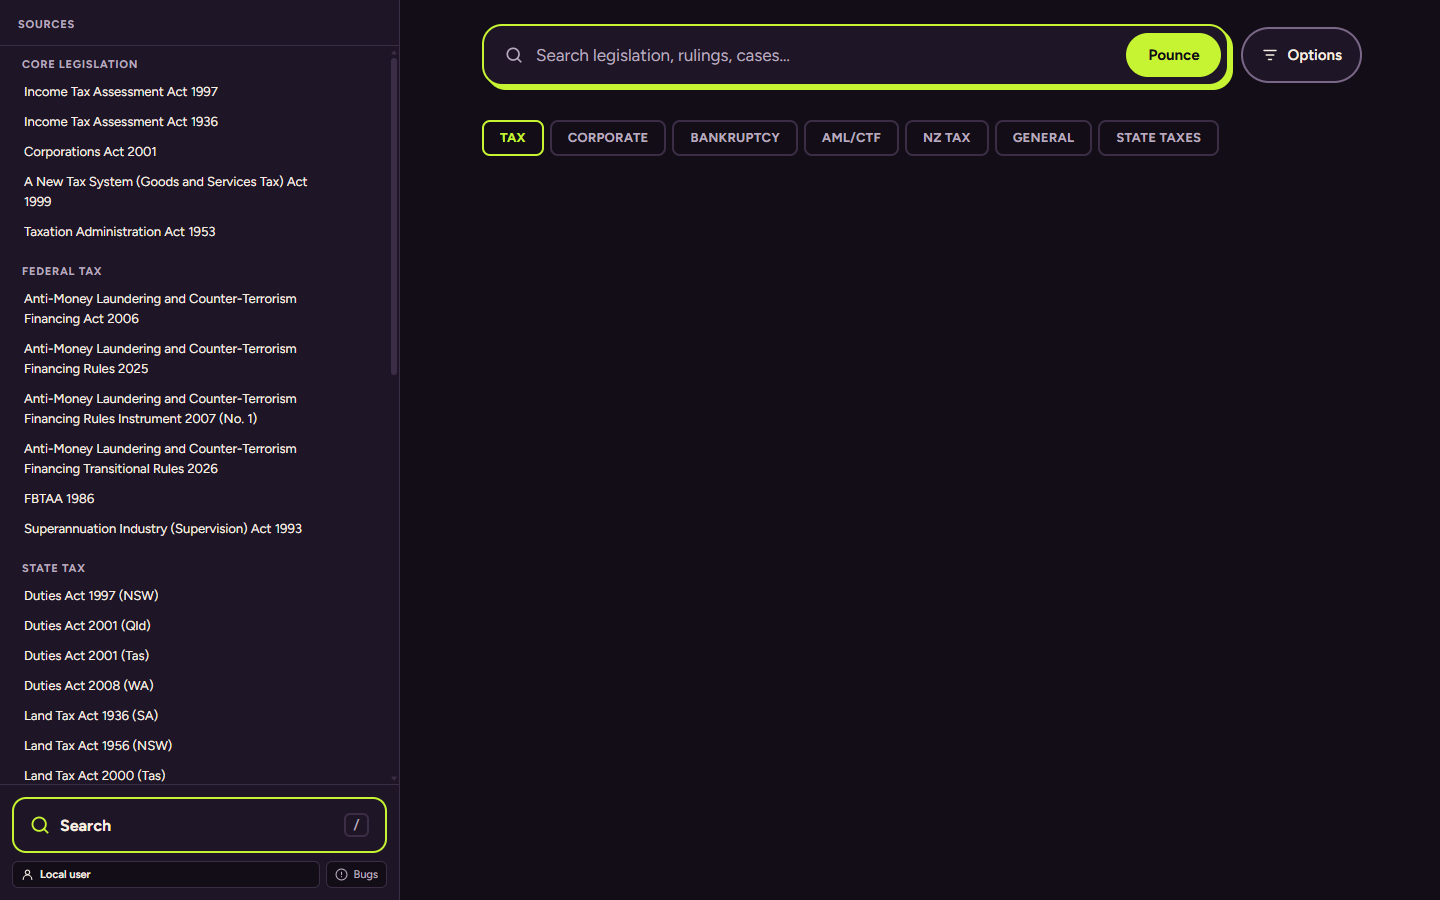 SOURCES
CORE LEGISLATION
Income Tax Assessment Act 1997
Income Tax Assessment Act 1936
Corporations Act 2001
A New Tax System (Goods and Services Tax) Act
1999
Taxation Administration Act 1953
FEDERAL TAX
Anti-Money Laundering and Counter-Terrorism
Financing Act 2006
Anti-Money Laundering and Counter-Terrorism
Financing Rules 2025
Anti-Money Laundering and Counter-Terrorism
Financing Rules Instrument 2007 (No. 1)
Anti-Money Laundering and Counter-Terrorism
Financing Transitional Rules 2026
FBTAA 1986
Superannuation Industry (Supervision) Act 1993
STATE TAX
Duties Act 1997 (NSW)
Duties Act 2001 (Qld)
Duties Act 2001 (Tas)
Duties Act 2008 (WA)
Land Tax Act 1936 (SA)
Land Tax Act 1956 (NSW)
Land Tax Act 2000 (Tas)
Search /
Local user Bugs
Search legislation, rulings, cases... Pounce Options
TAX CORPORATE BANKRUPTCY AML/CTF NZ TAX GENERAL STATE TAXES